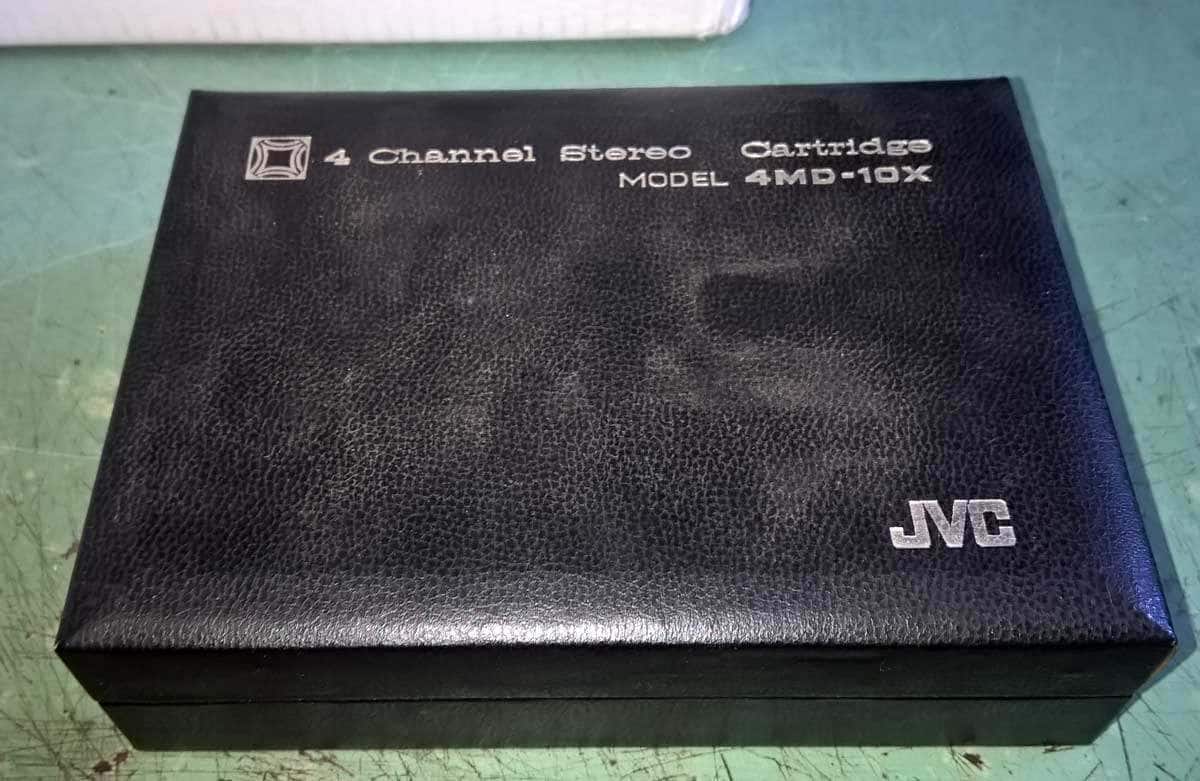 4 Channel Stereo Cartridge
MODEL 4MD-10X
JVC